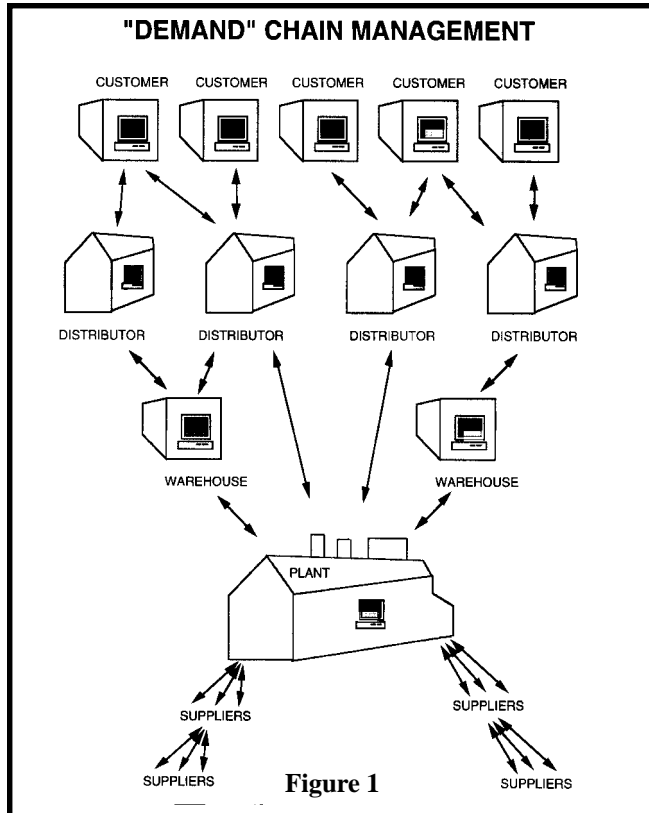 "DEMAND" CHAIN MANAGEMENT
CUSTOMER CUSTOMER CUSTOMER CUSTOMER CUSTOMER
DISTRIBUTOR DISTRIBUTOR DISTRIBUTOR DISTRIBUTOR
WAREHOUSE WAREHOUSE
PLANT
SUPPLIERS SUPPLIERS
SUPPLIERS SUPPLIERS
Figure 1